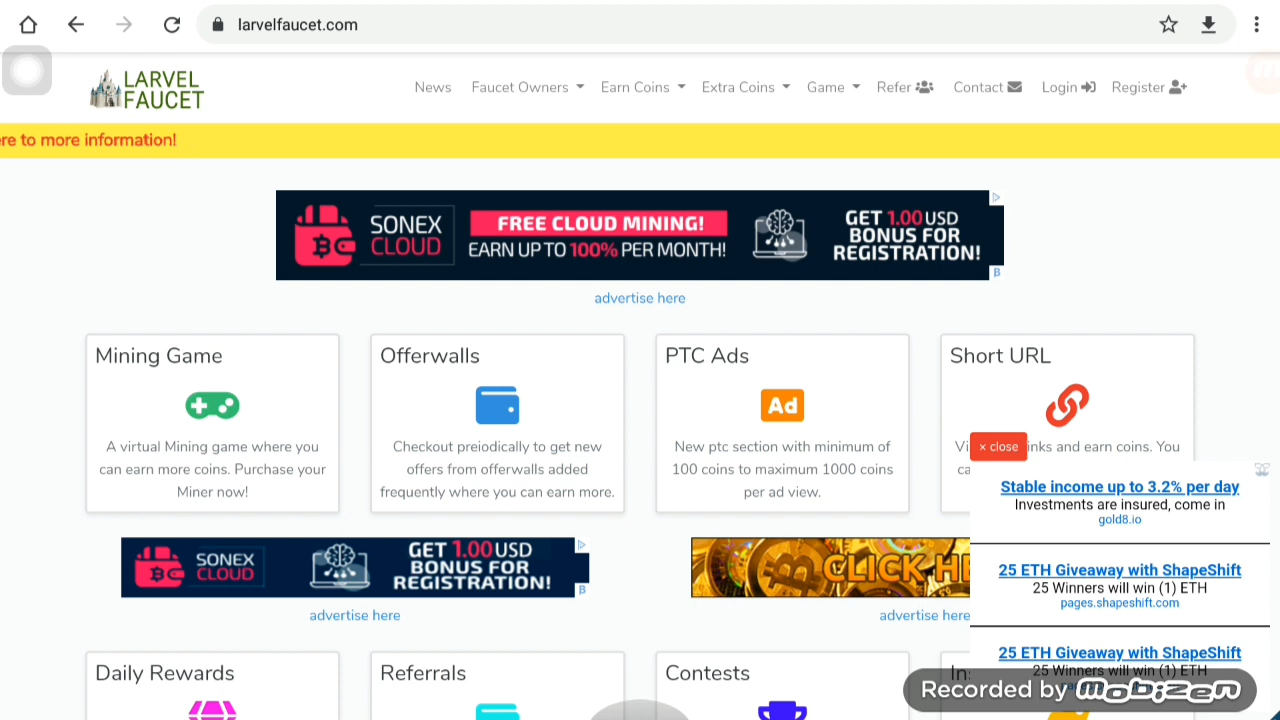 larvelfaucet.com
LARVEL
FAUCET
News
Faucet Owners
Earn Coins
Extra Coins
Game
Refer
Contact
Login
Register
re to more information!
SONEX
CLOUD
FREE CLOUD MINING!
EARN UP TO 100% PER MONTH!
GET 1.00 USD
BONUS FOR
REGISTRATION!
advertise here
Mining Game
A virtual Mining game where you
can earn more coins. Purchase your
Miner now!
Offerwalls
Checkout preiodically to get new
offers from offerwalls added
frequently where you can earn more.
PTC Ads
Ad
New ptc section with minimum of
100 coins to maximum 1000 coins
per ad view.
Short URL
Vi
inks and earn coins. You
ca
× close
Stable income up to 3.2% per day
Investments are insured, come in
gold8.io
25 ETH Giveaway with ShapeShift
25 Winners will win (1) ETH
pages.shapeshift.com
25 ETH Giveaway with ShapeShift
25 Winners will win (1) ETH
SONEX
CLOUD
GET 1.00 USD
BONUS FOR
REGISTRATION!
advertise here
CLICK HE
advertise here
Daily Rewards
Referrals
Contests
In
Recorded by mobizen